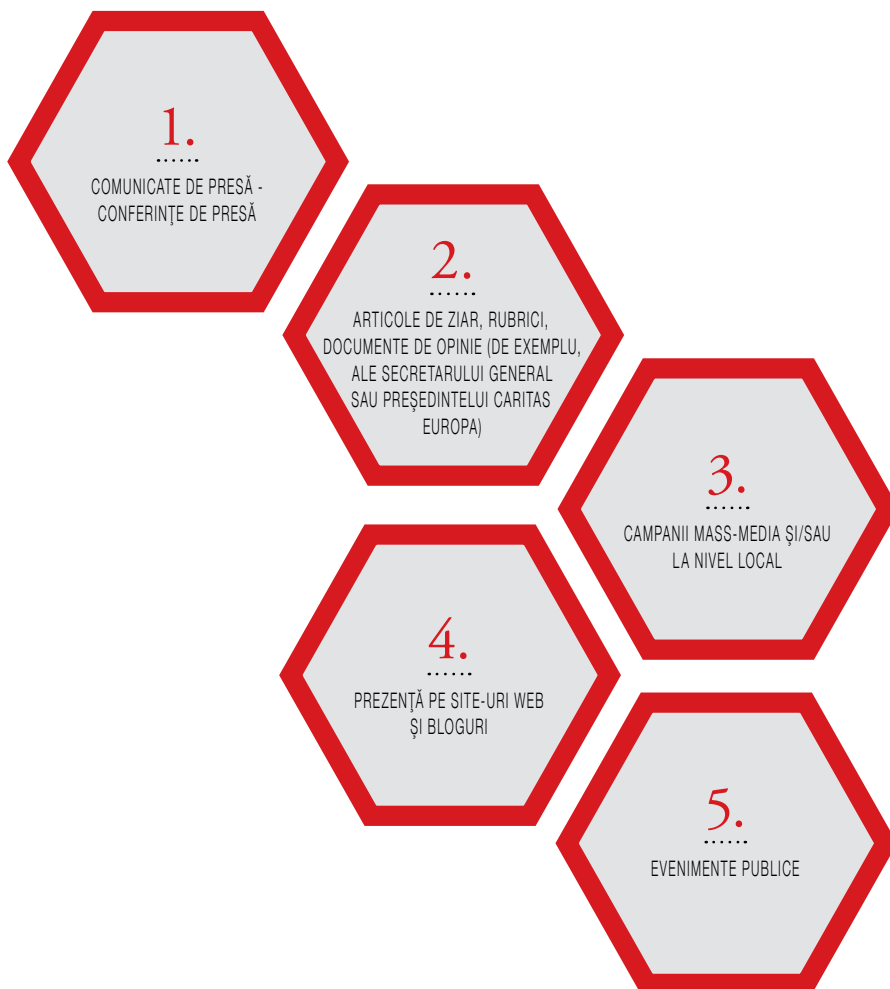 1.
COMUNICATE DE PRESĂ -
CONFERINŢE DE PRESĂ
2.
ARTICOLE DE ZIAR, RUBRICI,
DOCUMENTE DE OPINIE (DE EXEMPLU,
ALE SECRETARULUI GENERAL
SAU PREŞEDINTELUI CARITAS
EUROPA)
3.
CAMPANII MASS-MEDIA ŞI/SAU
LA NIVEL LOCAL
4.
PREZENŢĂ PE SITE-URI WEB
ŞI BLOGURI
5.
EVENIMENTE PUBLICE